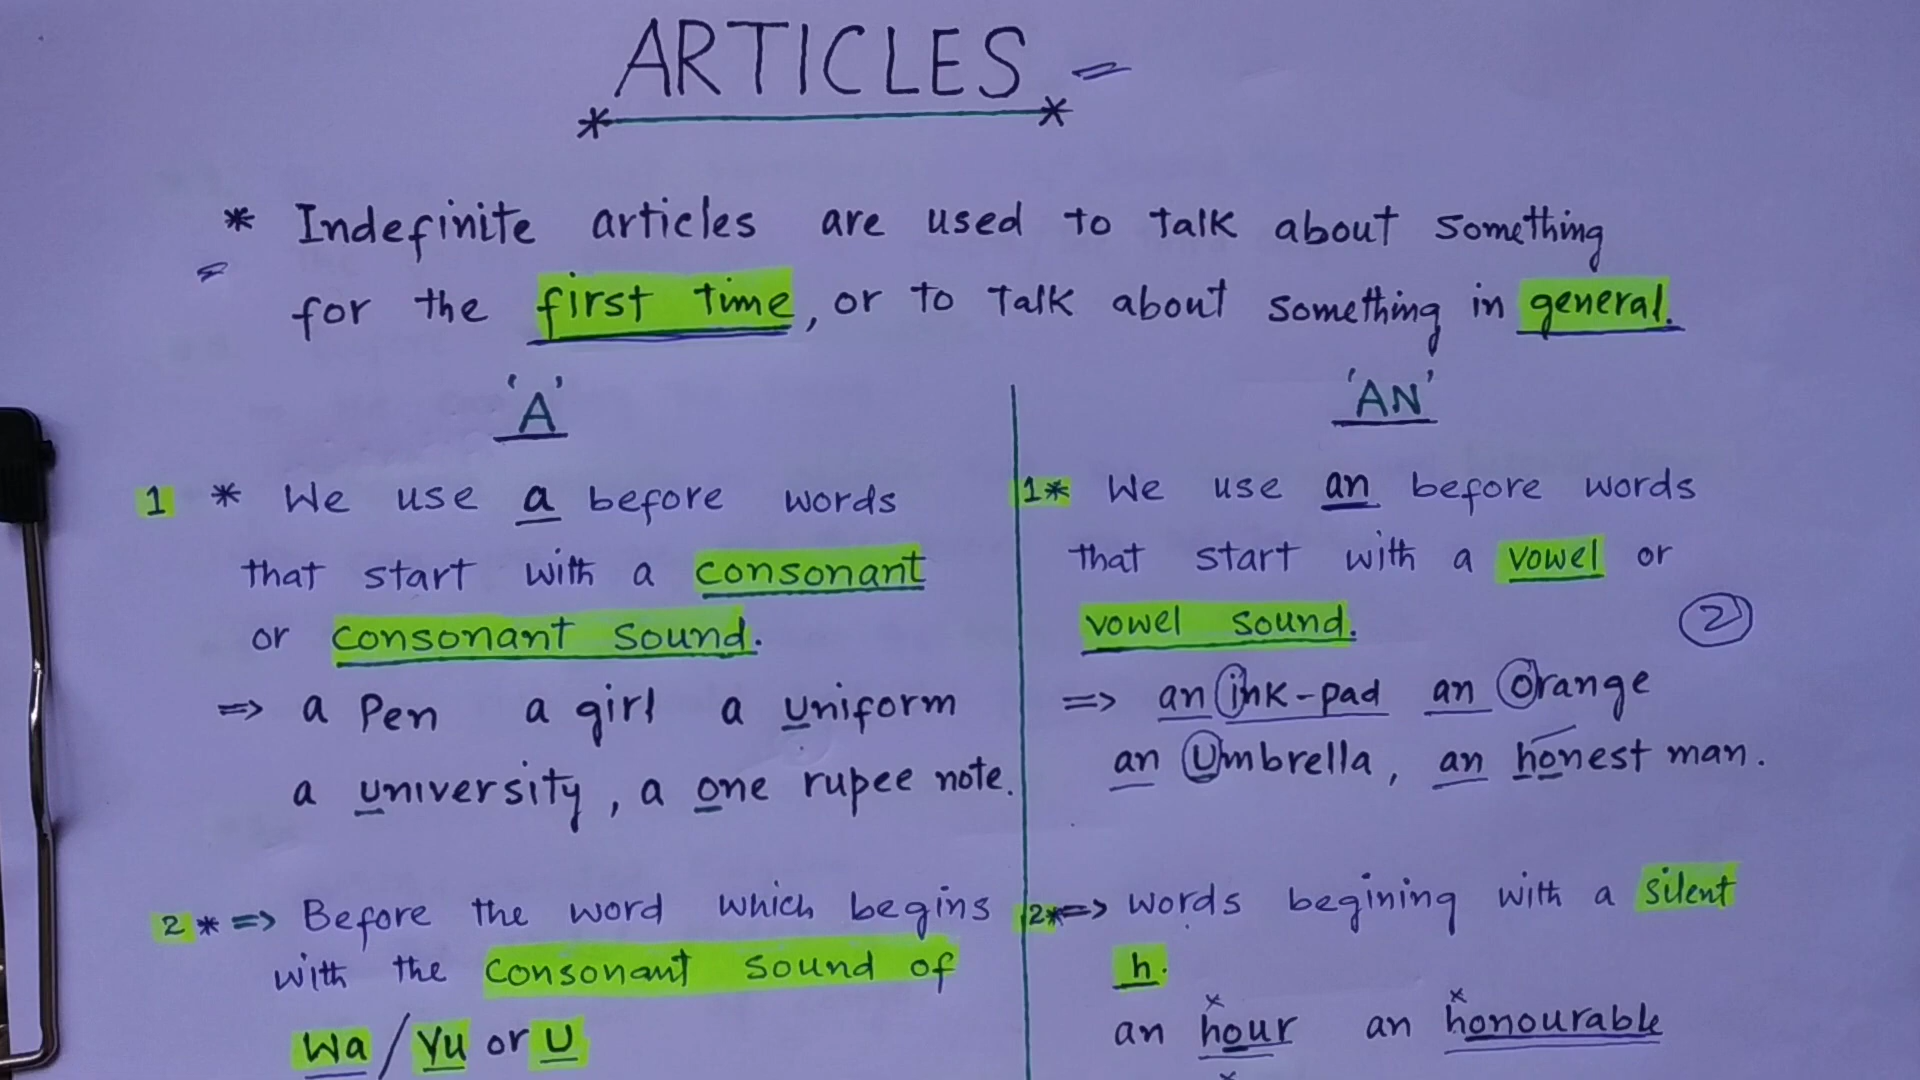 ARTICLES
* Indefinite articles are used to talk about something
for the first time, or to talk about something in general.
'A'
1 * We use a before words
that start with a consonant
or consonant sound.
=> a pen a girl a uniform
a university, a one rupee note.
2 * => Before the word which begins
with the consonant sound of
Wa / Yu or U
'AN'
1* We use an before words
that start with a vowel or
vowel sound.
2
=> an ink-pad an orange
an Umbrella, an honest man.
2*=> words begining with a silent
h.
an hour an honourable